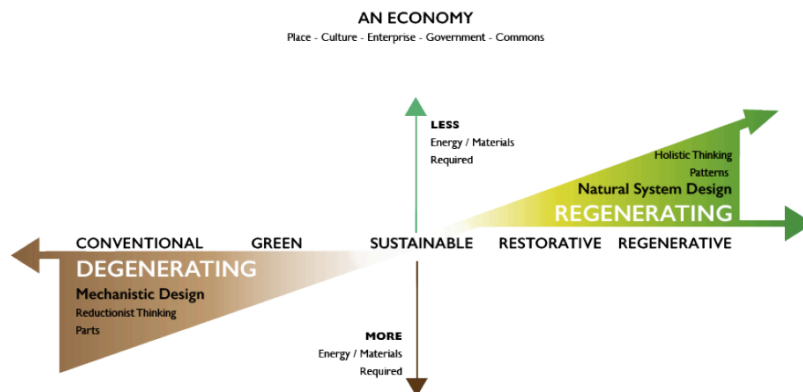 AN ECONOMY
Place - Culture - Enterprise - Government - Commons
LESS
Energy / Materials
Required
Holistic Thinking
Patterns
Natural System Design
REGENERATING
CONVENTIONAL GREEN SUSTAINABLE RESTORATIVE REGENERATIVE
DEGENERATING
Mechanistic Design
Reductionist Thinking
Parts
MORE
Energy / Materials
Required